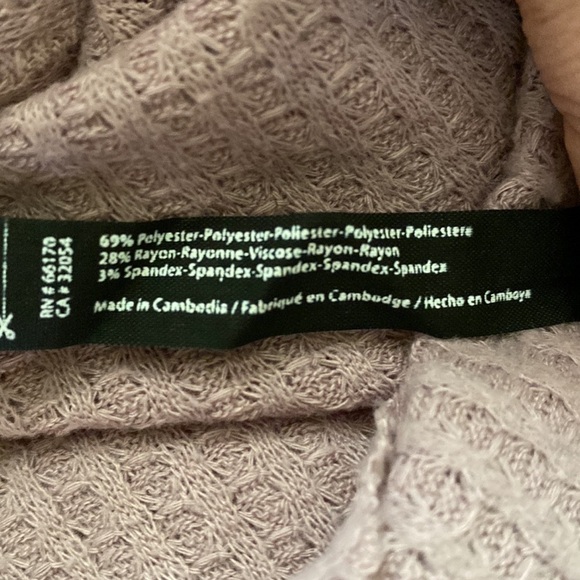 RN # 66170
CA # 32054
69% Polyester-Polyester-Poliester-Polyester-Poliestere
28% Rayon-Rayonne-Viscose-Rayon-Rayon
3% Spandex-Spandex-Spandex-Spandex-Spandex
Made in Cambodia / Fabriqué en Cambodge / Hecho en Camboya